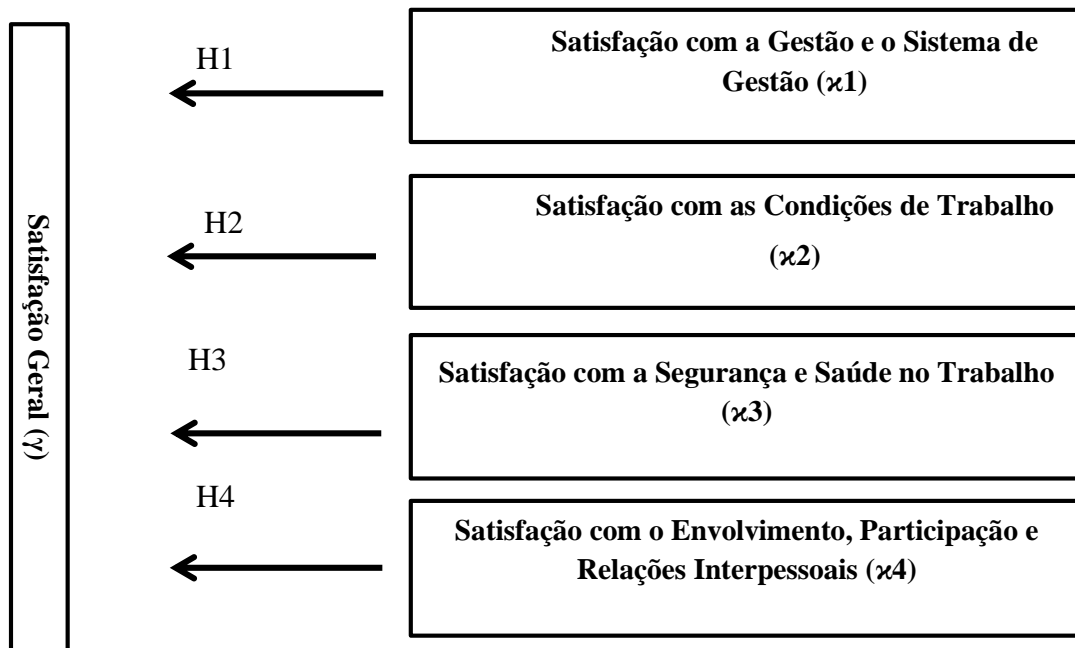 H1
Satisfação com a Gestão e o Sistema de
Gestão (ϰ1)
H2
Satisfação com as Condições de Trabalho
(ϰ2)
H3
Satisfação com a Segurança e Saúde no Trabalho
(ϰ3)
H4
Satisfação com o Envolvimento, Participação e
Relações Interpessoais (ϰ4)
Satisfação Geral (γ)